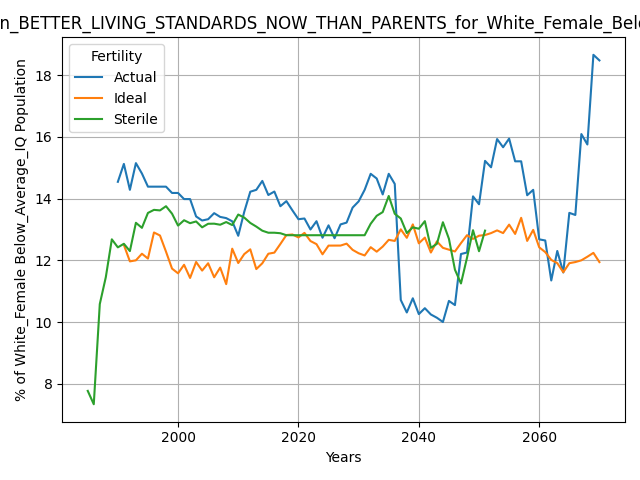 n_BETTER_LIVING_STANDARDS_NOW_THAN_PARENTS_for_White_Female_Belo
Fertility
Actual
Ideal
Sterile
% of White_Female Below_Average_IQ Population
18
16
14
12
10
8
2000 2020 2040 2060
Years